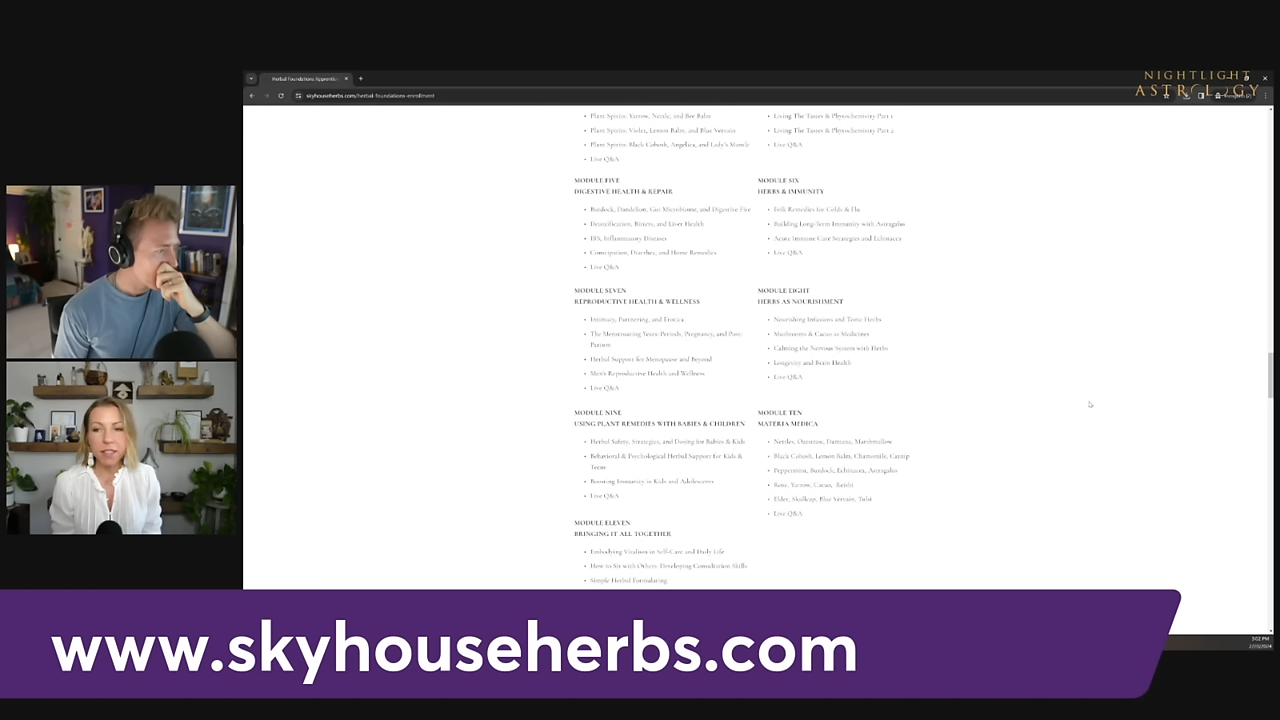 NIGHTLIGHT
ASTROLOGY
Herbal Foundations Apprentic
skyhouseherbs.com/herbal-foundations-enrollment
Plant Spirits: Yarrow, Nettle, and Bee Balm
Plant Spirits: Violet, Lemon Balm, and Blue Vervain
Plant Spirits: Black Cohosh, Angelica, and Lady's Mantle
Live Q&A
Living The Tastes & Phytochemistry Part 1
Living The Tastes & Phytochemistry Part 2
Live Q&A
MODULE FIVE
DIGESTIVE HEALTH & REPAIR
Burdock, Dandelion, Gut Microbiome, and Digestive Fire
Detoxification, Bitters, and Liver Health
IBS, Inflammatory Diseases
Constipation, Diarrhea, and Home Remedies
Live Q&A
MODULE SIX
HERBS & IMMUNITY
Folk Remedies for Colds & Flu
Building Long-Term Immunity with Astragalus
Acute Immune Care Strategies and Echinacea
Live Q&A
MODULE SEVEN
REPRODUCTIVE HEALTH & WELLNESS
Intimacy, Partnering, and Erotica
The Menstruating Years: Periods, Pregnancy, and Post-
Partum
Herbal Support for Menopause and Beyond
Men's Reproductive Health and Wellness
Live Q&A
MODULE EIGHT
HERBS AS NOURISHMENT
Nourishing Infusions and Tonic Herbs
Mushrooms & Cacao as Medicines
Calming the Nervous System with Herbs
Longevity and Brain Health
Live Q&A
MODULE NINE
USING PLANT REMEDIES WITH BABIES & CHILDREN
Herbal Safety, Strategies, and Dosing for Babies & Kids
Behavioral & Psychological Herbal Support for Kids &
Teens
Boosting Immunity in Kids and Adolescents
Live Q&A
MODULE TEN
MATERIA MEDICA
Nettles, Oatstraw, Damiana, Marshmallow
Black Cohosh, Lemon Balm, Chamomile, Catnip
Peppermint, Burdock, Echinacea, Astragalus
Rose, Yarrow, Cacao, Reishi
Elder, Skullcap, Blue Vervain, Tulsi
Live Q&A
MODULE ELEVEN
BRINGING IT ALL TOGETHER
Embodying Vitalism in Self-Care and Daily Life
How to Sit with Others: Developing Consultation Skills
Simple Herbal Formulating
3:02 PM
www.skyhouseherbs.com